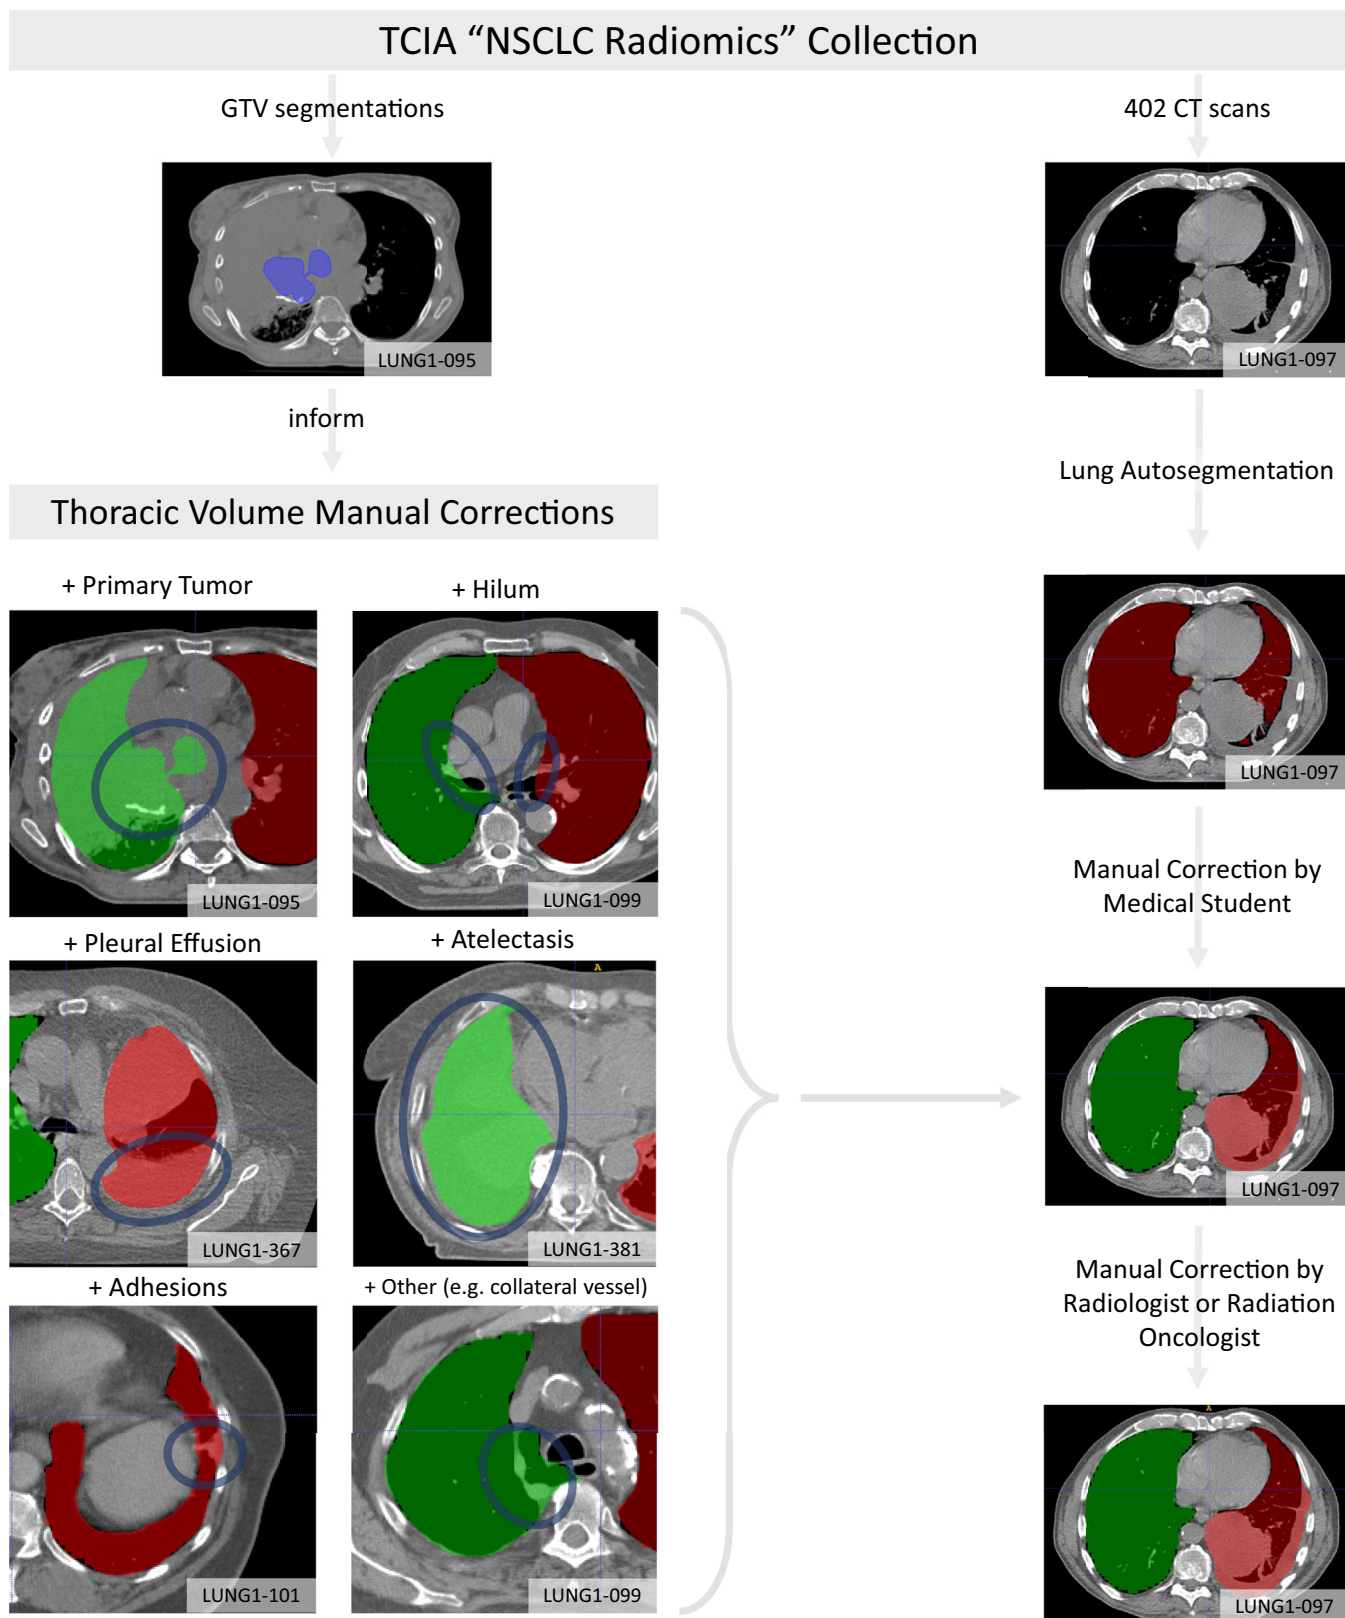 TCIA “NSCLC Radiomics” Collection
GTV segmentations
402 CT scans
LUNG1-095
LUNG1-097
inform
Lung Autosegmentation
Thoracic Volume Manual Corrections
+ Primary Tumor
+ Hilum
LUNG1-095
LUNG1-099
LUNG1-097
Manual Correction by
Medical Student
+ Pleural Effusion
+ Atelectasis
A
LUNG1-367
LUNG1-381
LUNG1-097
+ Adhesions
+ Other (e.g. collateral vessel)
Manual Correction by
Radiologist or Radiation
Oncologist
LUNG1-101
LUNG1-099
A
LUNG1-097